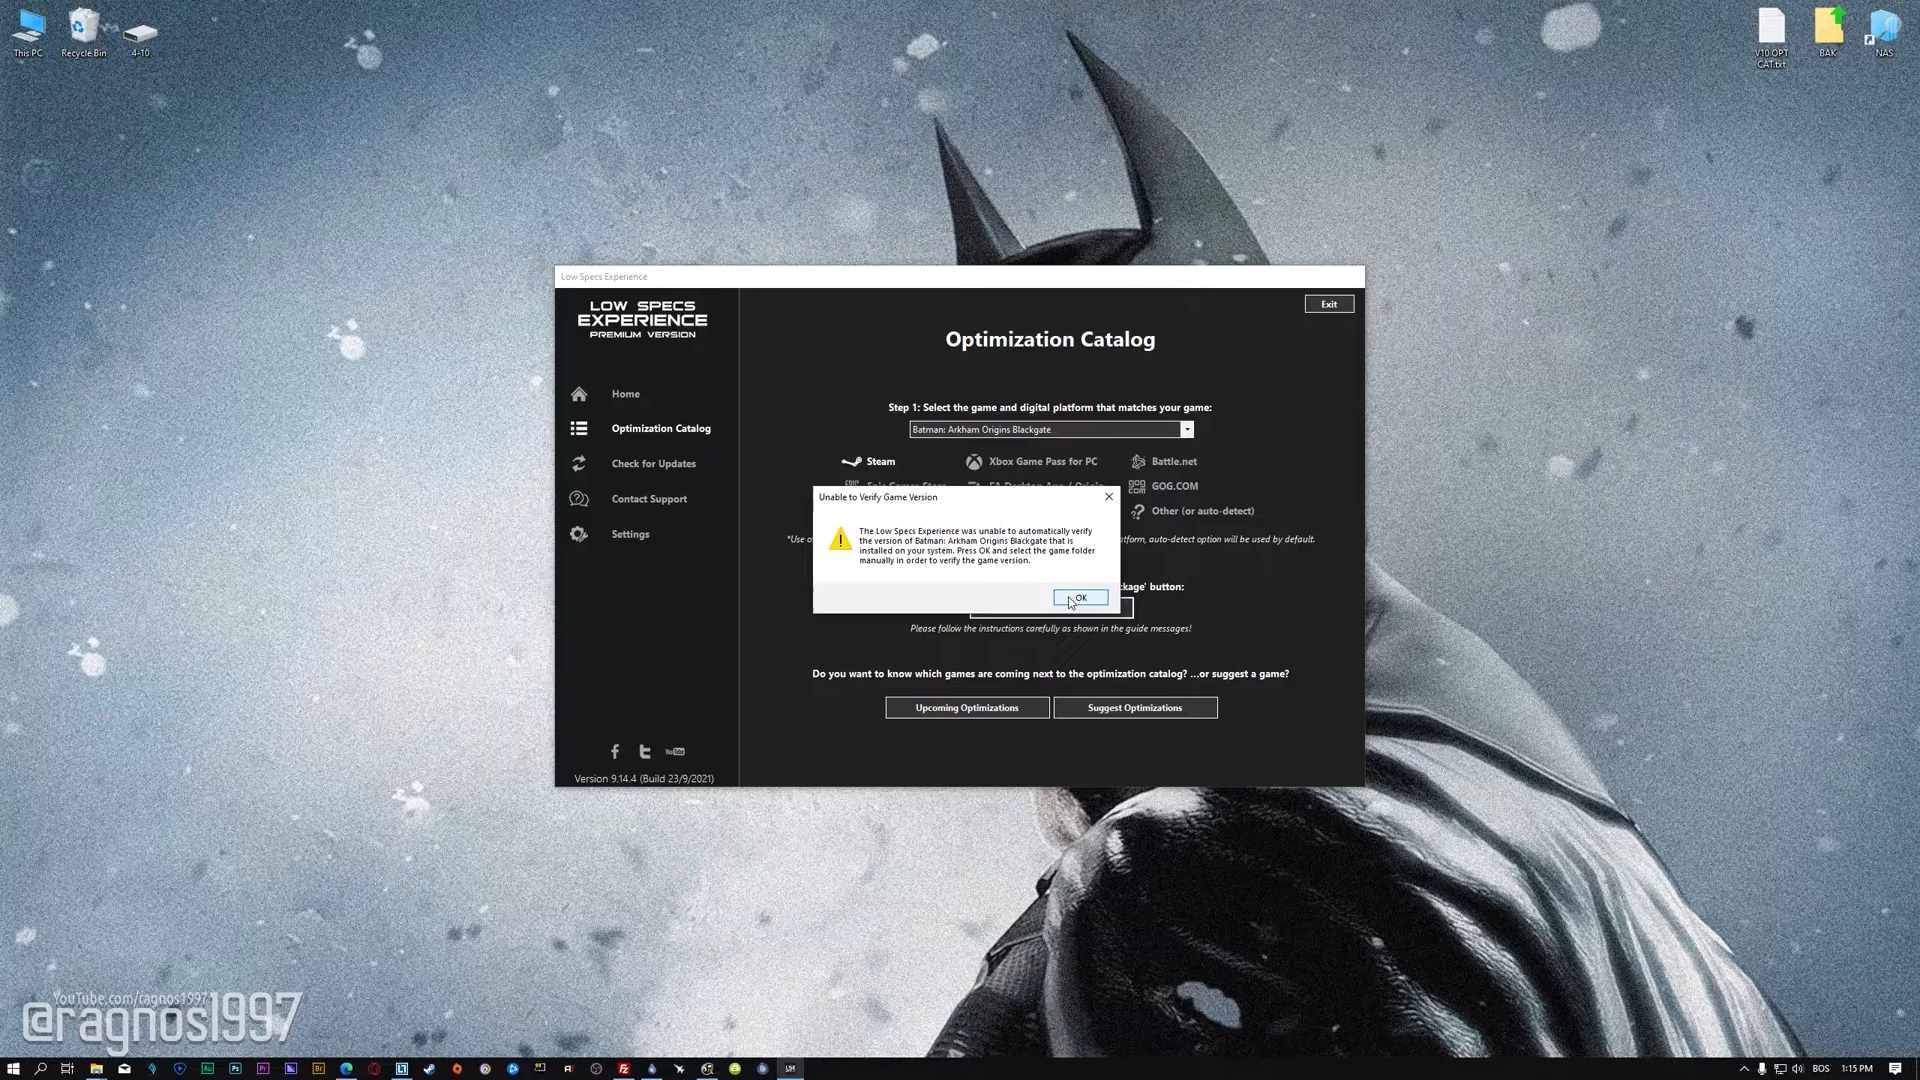 This PC
Recycle Bin
4-10
V10 OPT
CAT.txt
BAK
NAS
Low Specs Experience
LOW SPECS
EXPERIENCE
PREMIUM VERSION
Exit
Optimization Catalog
Home
Optimization Catalog
Check for Updates
Contact Support
Settings
Step 1: Select the game and digital platform that matches your game:
Batman: Arkham Origins Blackgate
Steam
Xbox Game Pass for PC
Battle.net
GOG.COM
Other (or auto-detect)
Unable to Verify Game Version
The Low Specs Experience was unable to automatically verify
the version of Batman: Arkham Origins Blackgate that is
installed on your system. Press OK and select the game folder
manually in order to verify the game version.
OK
*Use a
tform, auto-detect option will be used by default.
ckage' button:
Please follow the instructions carefully as shown in the guide messages!
Do you want to know which games are coming next to the optimization catalog? ...or suggest a game?
Upcoming Optimizations
Suggest Optimizations
Version 9.14.4 (Build 23/9/2021)
YouTube.com/ragnos1997
@ragnos1997
BOS
1:15 PM